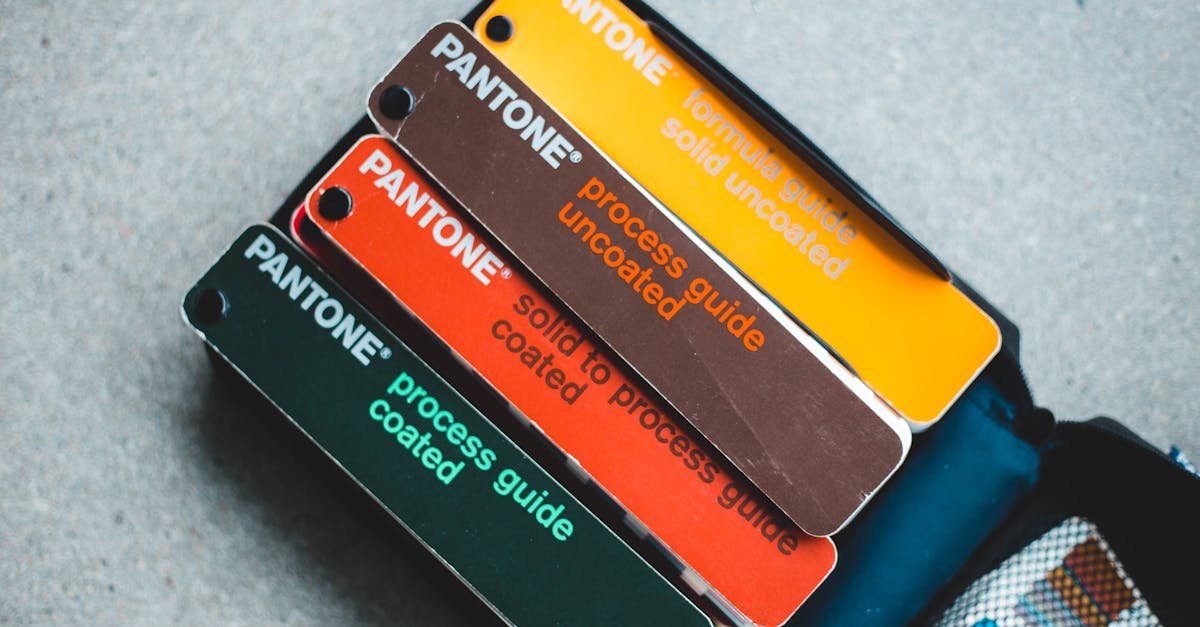 PANTONE
formula guide
solid uncoated
PANTONE®
process guide
uncoated
PANTONE®
solid to process guide
coated
PANTONE®
process guide
coated